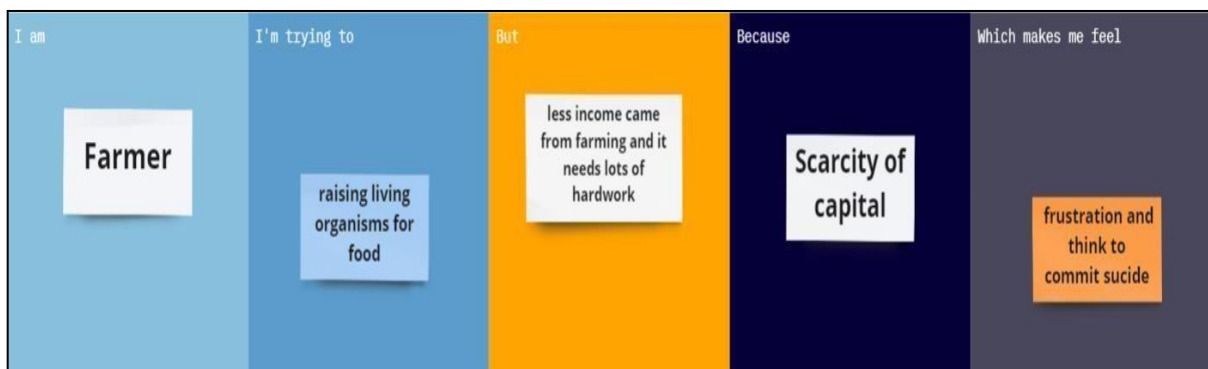 I am
Farmer
I'm trying to
raising living
organisms for
food
But
less income came
from farming and it
needs lots of
hardwork
Because
Scarcity of
capital
Which makes me feel
frustration and
think to
commit sucide